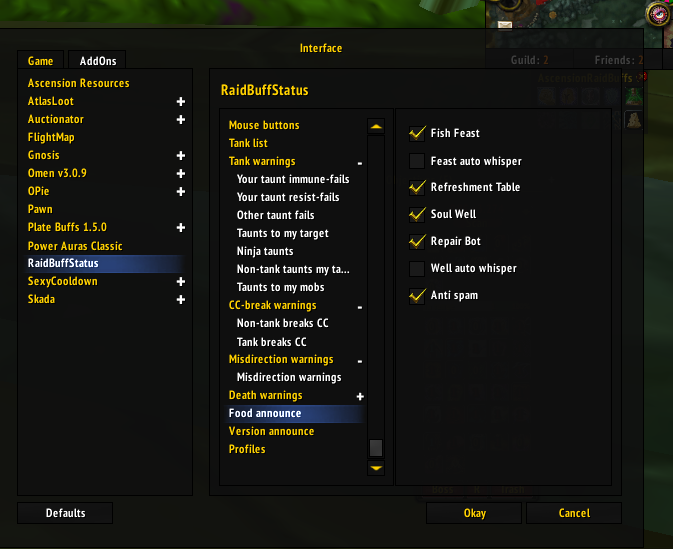 Interface
Guild: 2
Friends: 2
Game
AddOns
AscensionRaidBuffs
Ascension Resources
AtlasLoot
Auctionator
FlightMap
Gnosis
Omen v3.0.9
OPie
Pawn
Plate Buffs 1.5.0
Power Auras Classic
RaidBuffStatus
SexyCooldown
Skada
RaidBuffStatus
Mouse buttons
Tank list
Tank warnings
Your taunt immune-fails
Your taunt resist-fails
Other taunt fails
Taunts to my target
Ninja taunts
Non-tank taunts my ta...
Taunts to my mobs
CC-break warnings
Non-tank breaks CC
Tank breaks CC
Misdirection warnings
Misdirection warnings
Death warnings
Food announce
Version announce
Profiles
Fish Feast
Feast auto whisper
Refreshment Table
Soul Well
Repair Bot
Well auto whisper
Anti spam
Defaults
Okay
Cancel